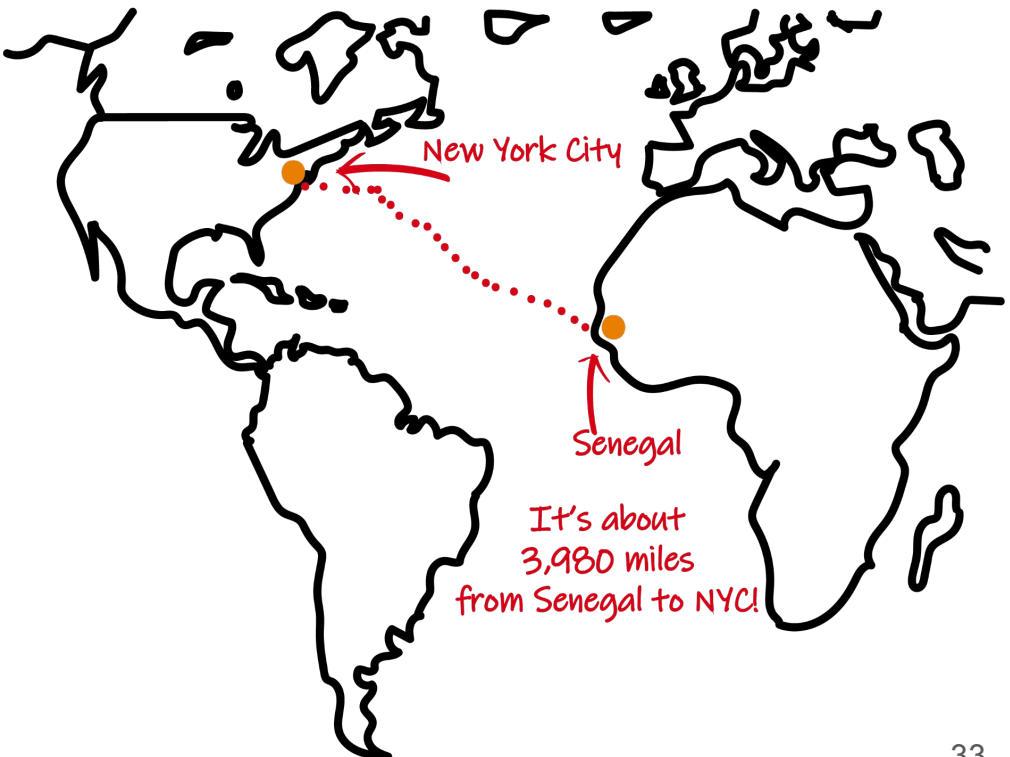 New York City
Senegal
It's about
3,980 miles
from Senegal to NYC!
33